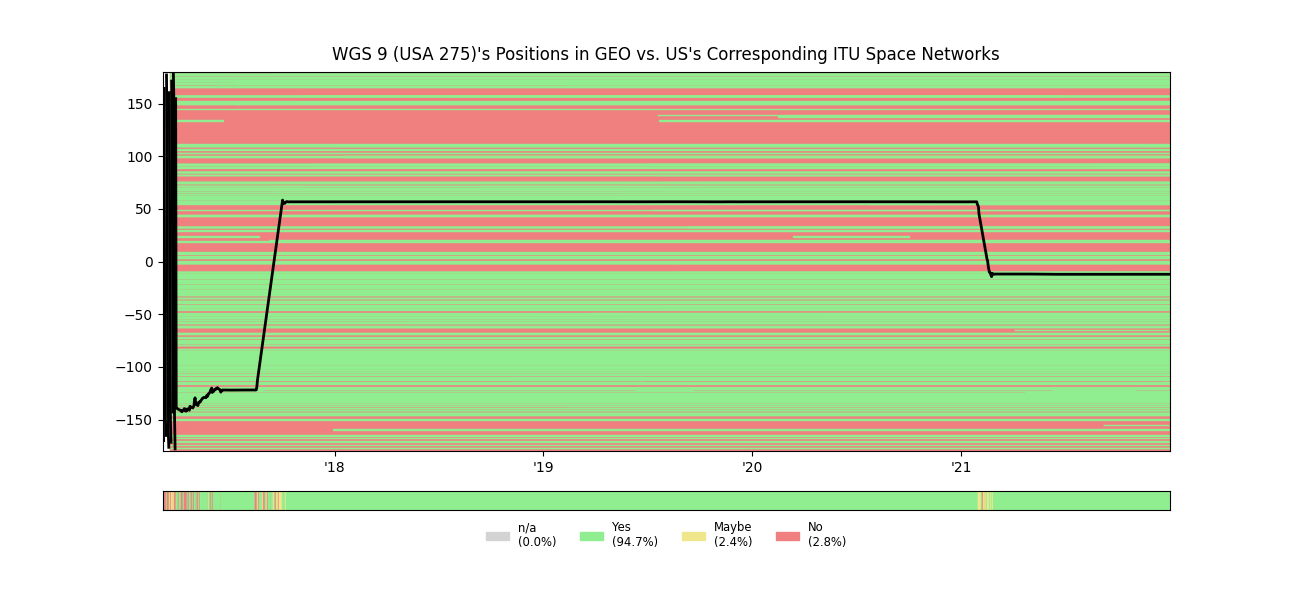 WGS 9 (USA 275)'s Positions in GEO vs. US's Corresponding ITU Space Networks
150
100
50
0
−50
−100
−150
'18 '19 '20 '21
n/a Yes Maybe No
(0.0%) (94.7%) (2.4%) (2.8%)